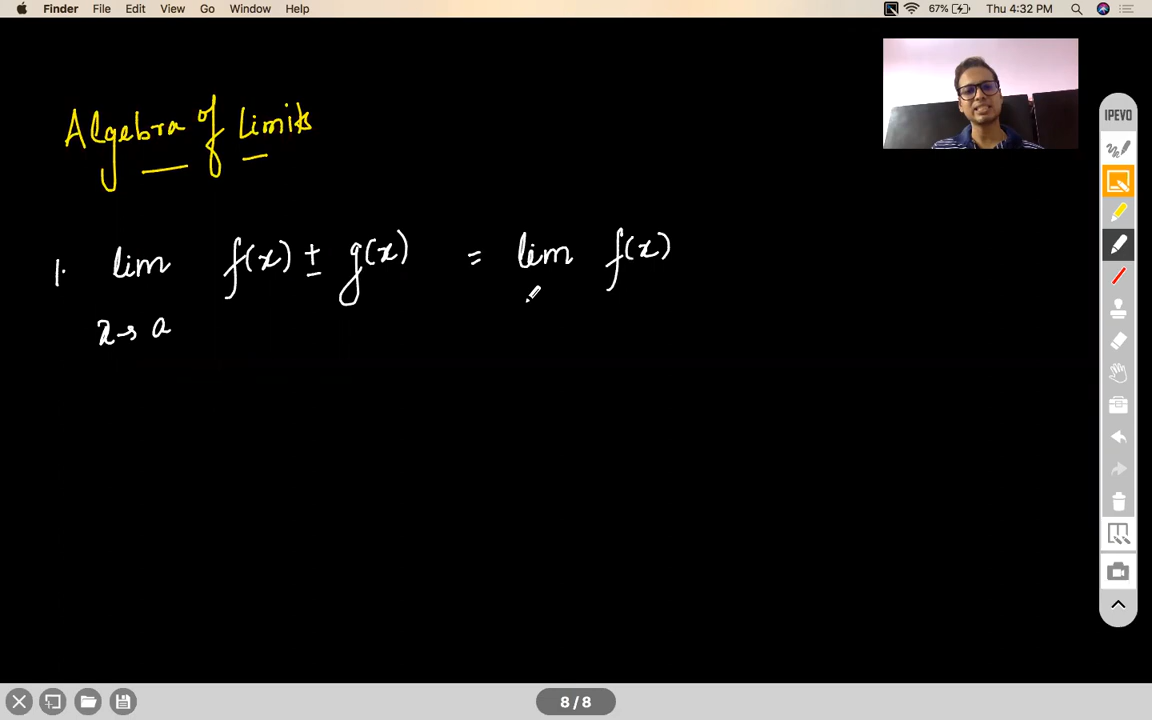 Finder File Edit View Go Window Help 67% Thu 4:32 PM
IPEVO
Algebra of Limits
1. lim f(x) ± g(x) = lim f(x)
x→a
8 / 8